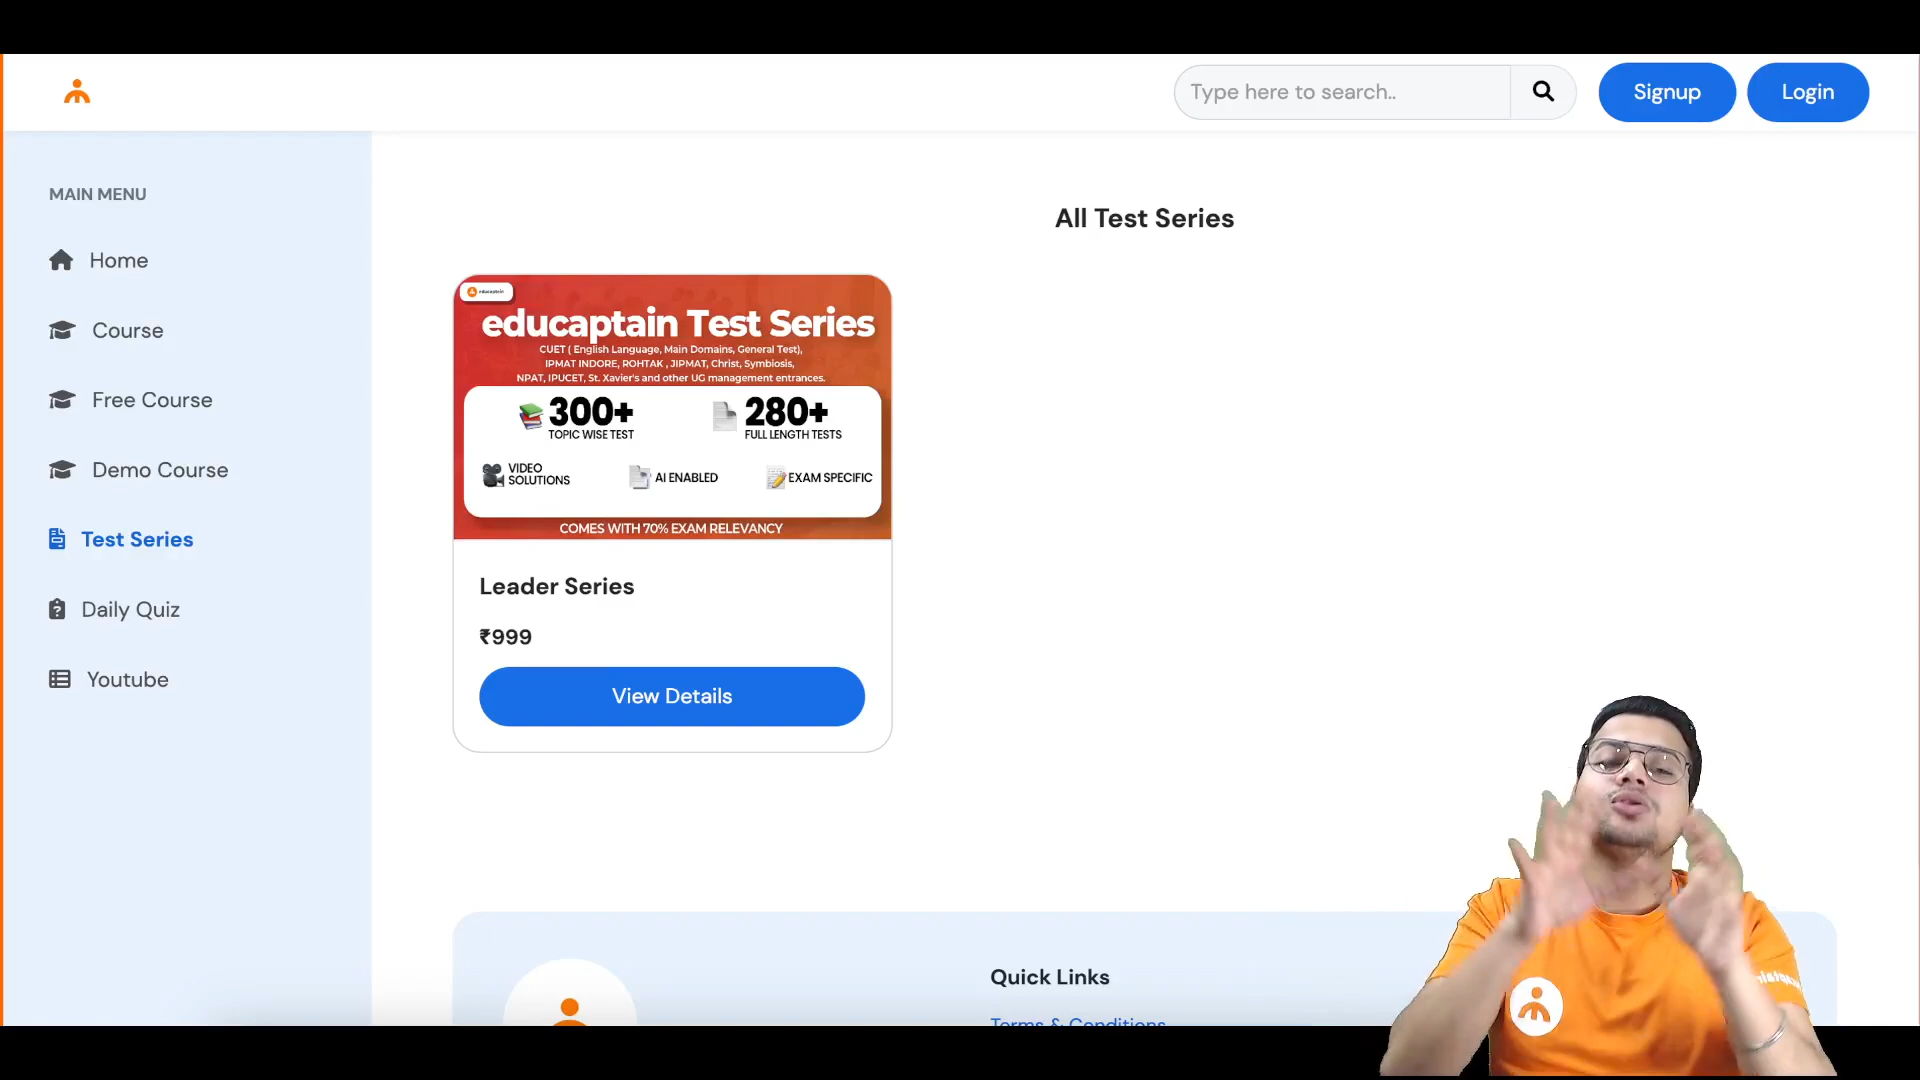 Type here to search..
Signup
Login
MAIN MENU
Home
Course
Free Course
Demo Course
Test Series
Daily Quiz
Youtube
All Test Series
educaptain
educaptain Test Series
CUET ( English Language, Main Domains, General Test),
IPMAT INDORE, ROHTAK , JIPMAT, Christ, Symbiosis,
NPAT, IPUCET, St. Xavier's and other UG management entrances.
300+
TOPIC WISE TEST
280+
FULL LENGTH TESTS
VIDEO
SOLUTIONS
AI ENABLED
EXAM SPECIFIC
COMES WITH 70% EXAM RELEVANCY
Leader Series
₹999
View Details
Quick Links
Terms & Conditions